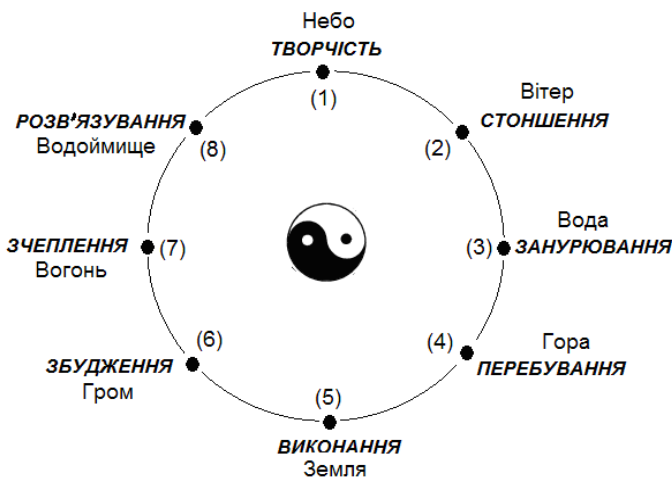 Небо
ТВОРЧІСТЬ
(1)
Вітер
СТОНШЕННЯ
(2)
Вода
ЗАНУРЮВАННЯ
(3)
Гора
ПЕРЕБУВАННЯ
(4)
(5)
ВИКОНАННЯ
Земля
(6)
ЗБУДЖЕННЯ
Гром
(7)
ЗЧЕПЛЕННЯ
Вогонь
РОЗВ'ЯЗУВАННЯ
Водоймище
(8)